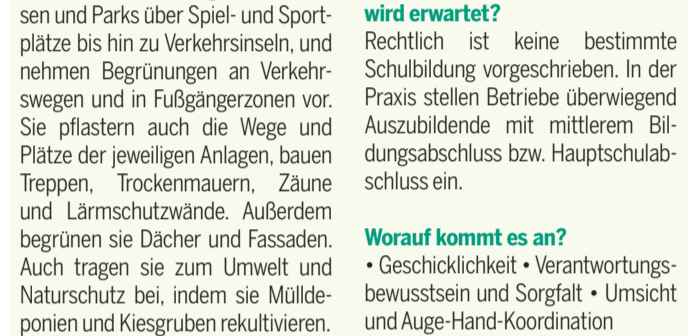 sen und Parks über Spiel- und Sport-
plätze bis hin zu Verkehrsinseln, und
nehmen Begrünungen an Verkehr-
swegen und in Fußgängerzonen vor.
Sie pflastern auch die Wege und
Plätze der jeweiligen Anlagen, bauen
Treppen, Trockenmauern, Zäune
und Lärmschutzwände. Außerdem
begrünen sie Dächer und Fassaden.
Auch tragen sie zum Umwelt und
Naturschutz bei, indem sie Müllde-
ponien und Kiesgruben rekultivieren.
wird erwartet?
Rechtlich ist keine bestimmte
Schulbildung vorgeschrieben. In der
Praxis stellen Betriebe überwiegend
Auszubildende mit mittlerem Bil-
dungsabschluss bzw. Hauptschulab-
schluss ein.
Worauf kommt es an?
• Geschicklichkeit • Verantwortungs-
bewusstsein und Sorgfalt • Umsicht
und Auge-Hand-Koordination